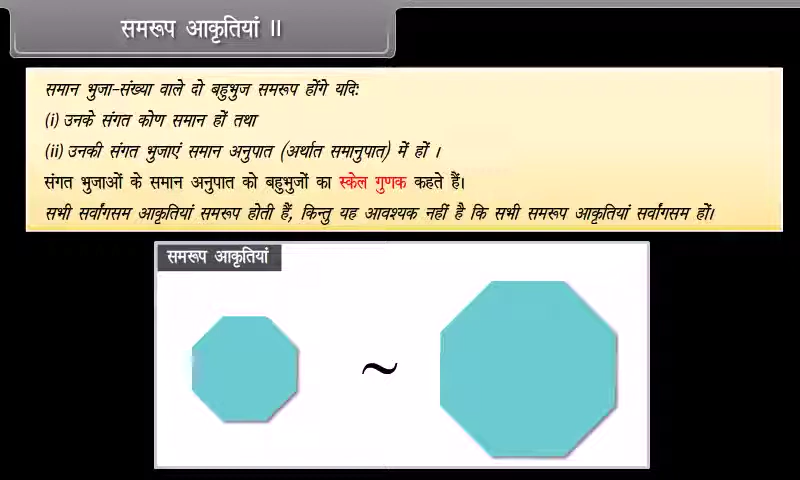 समरूप आकृतियां II
समान भुजा-संख्या वाले दो बहुभुज समरूप होंगे यदिः
(i) उनके संगत कोण समान हों तथा
(ii) उनकी संगत भुजाएं समान अनुपात (अर्थात समानुपात) में हों ।
संगत भुजाओं के समान अनुपात को बहुभुजों का स्केल गुणक कहते हैं।
सभी सर्वांगसम आकृतियां समरूप होती हैं, किन्तु यह आवश्यक नहीं है कि सभी समरूप आकृतियां सर्वांगसम हों।
समरूप आकृतियां
~